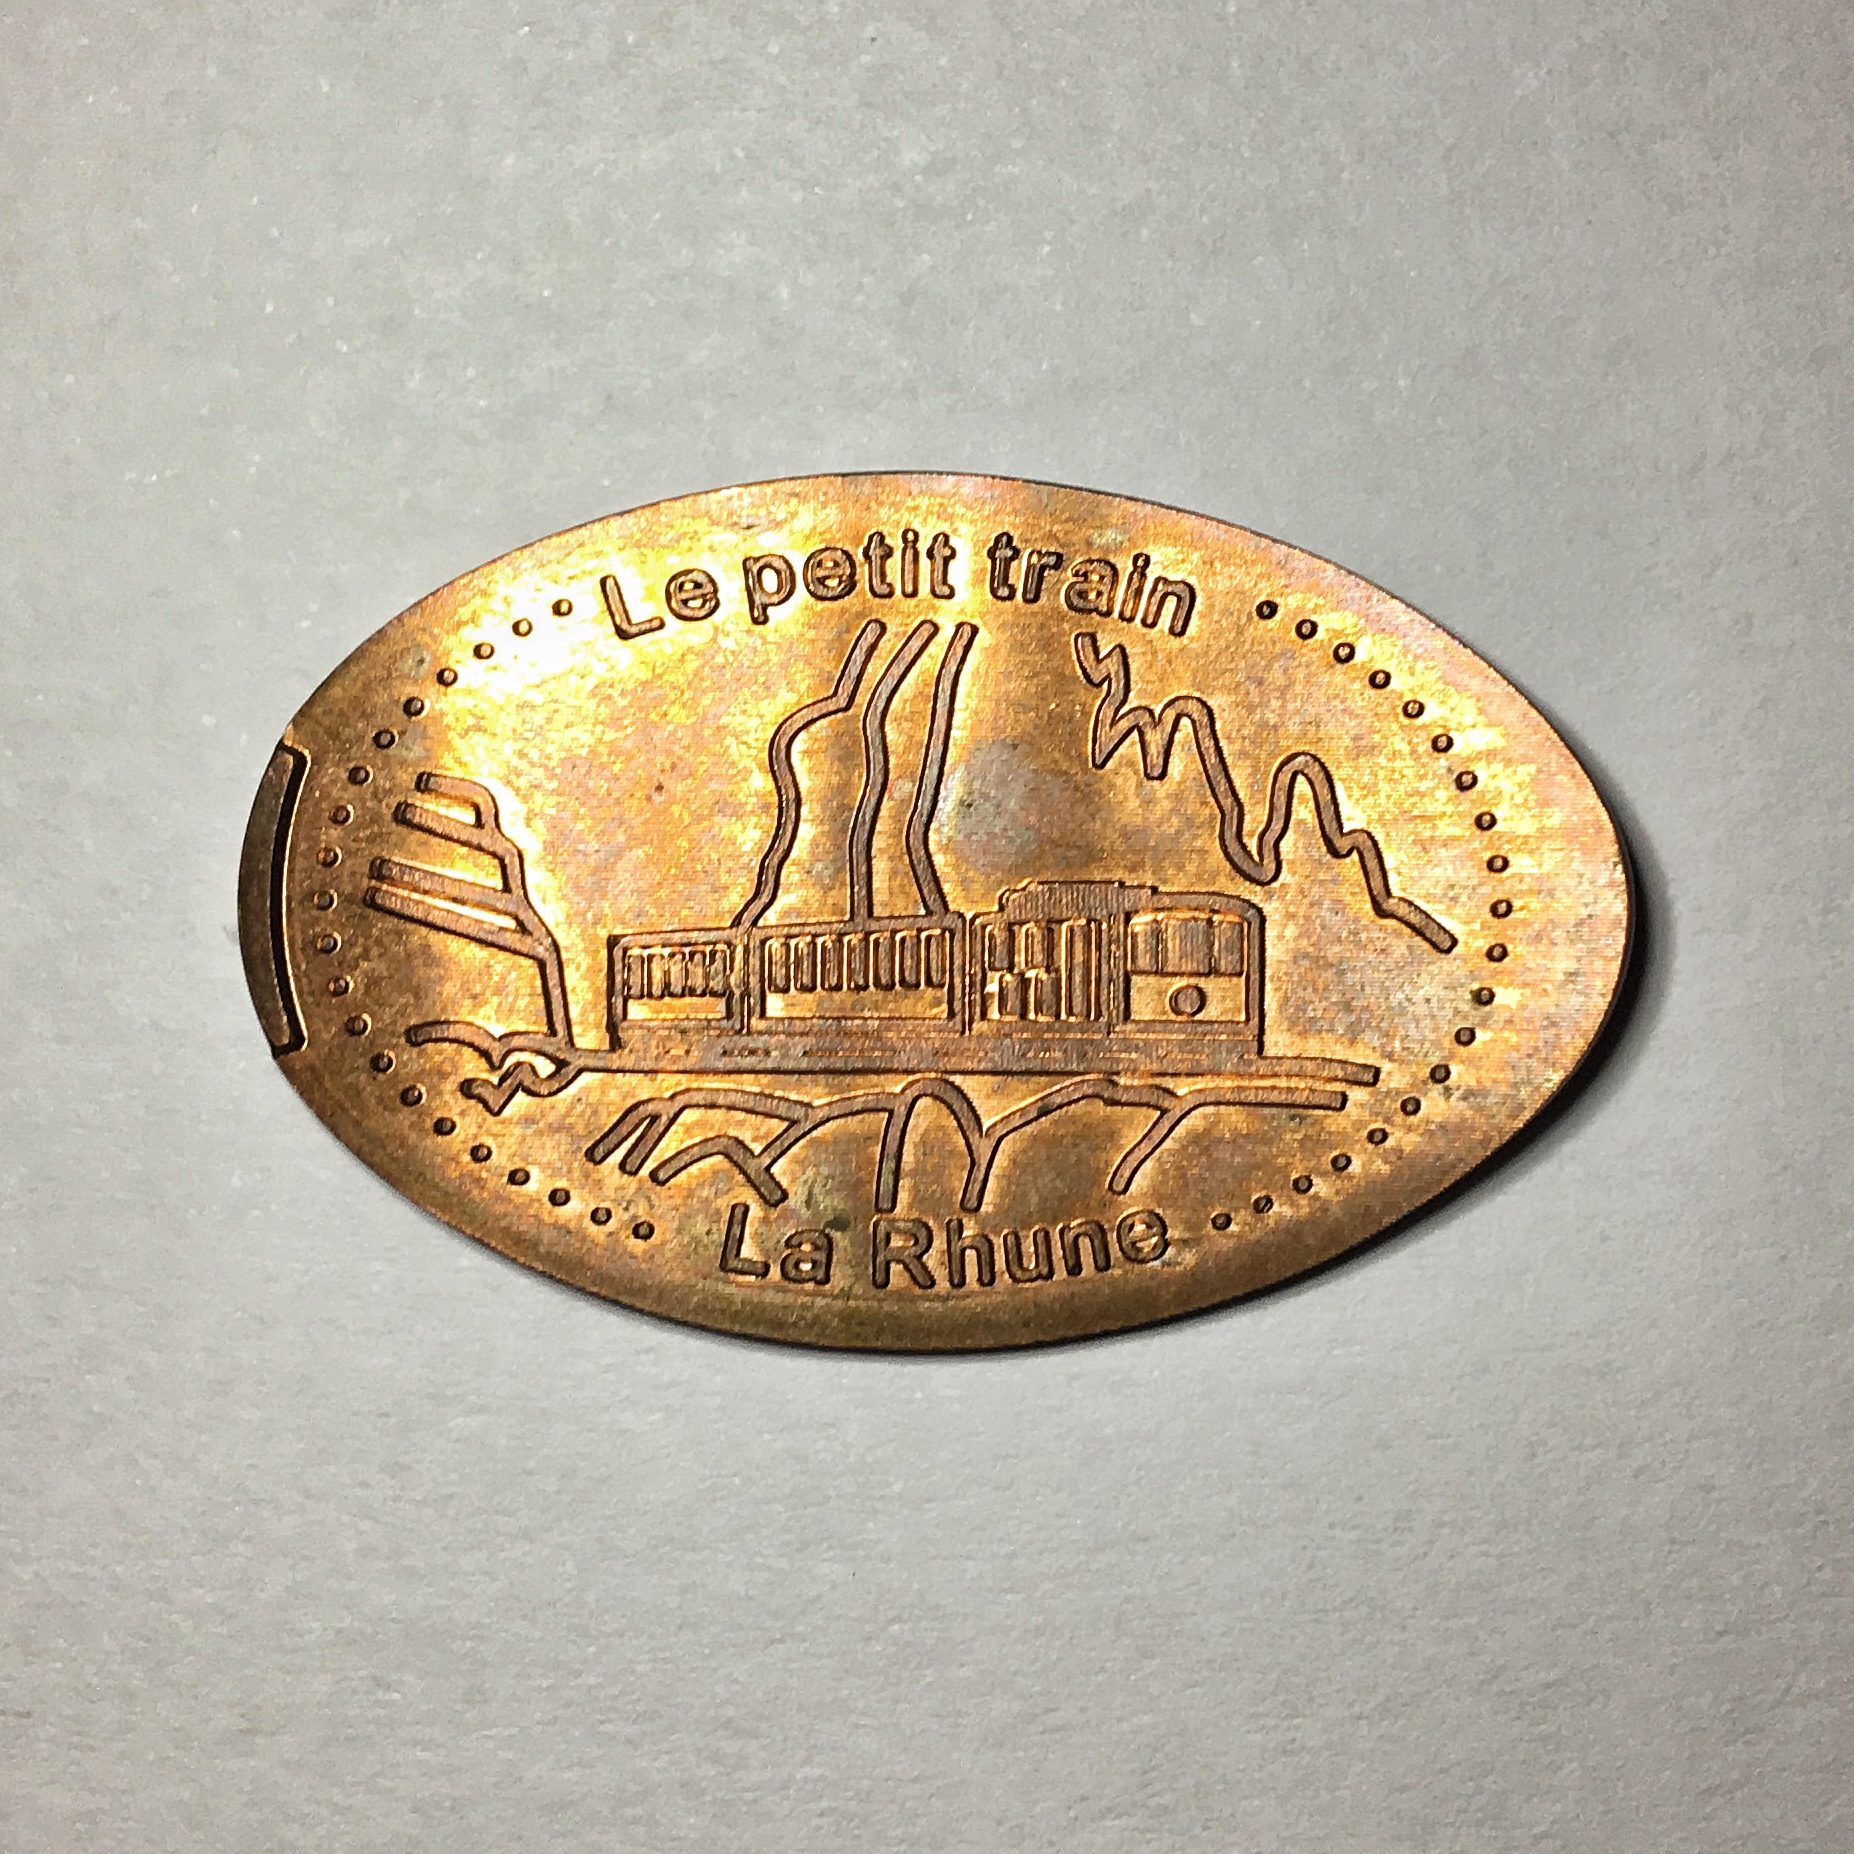 Le petit train
La Rhune